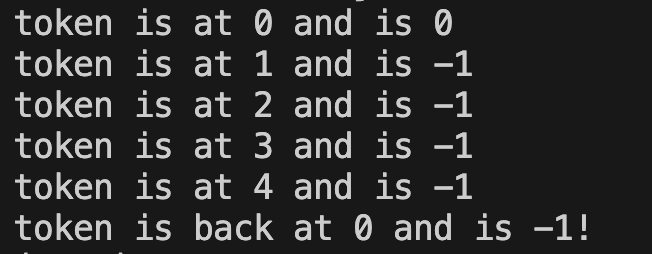 token is at 0 and is 0
token is at 1 and is -1
token is at 2 and is -1
token is at 3 and is -1
token is at 4 and is -1
token is back at 0 and is -1!